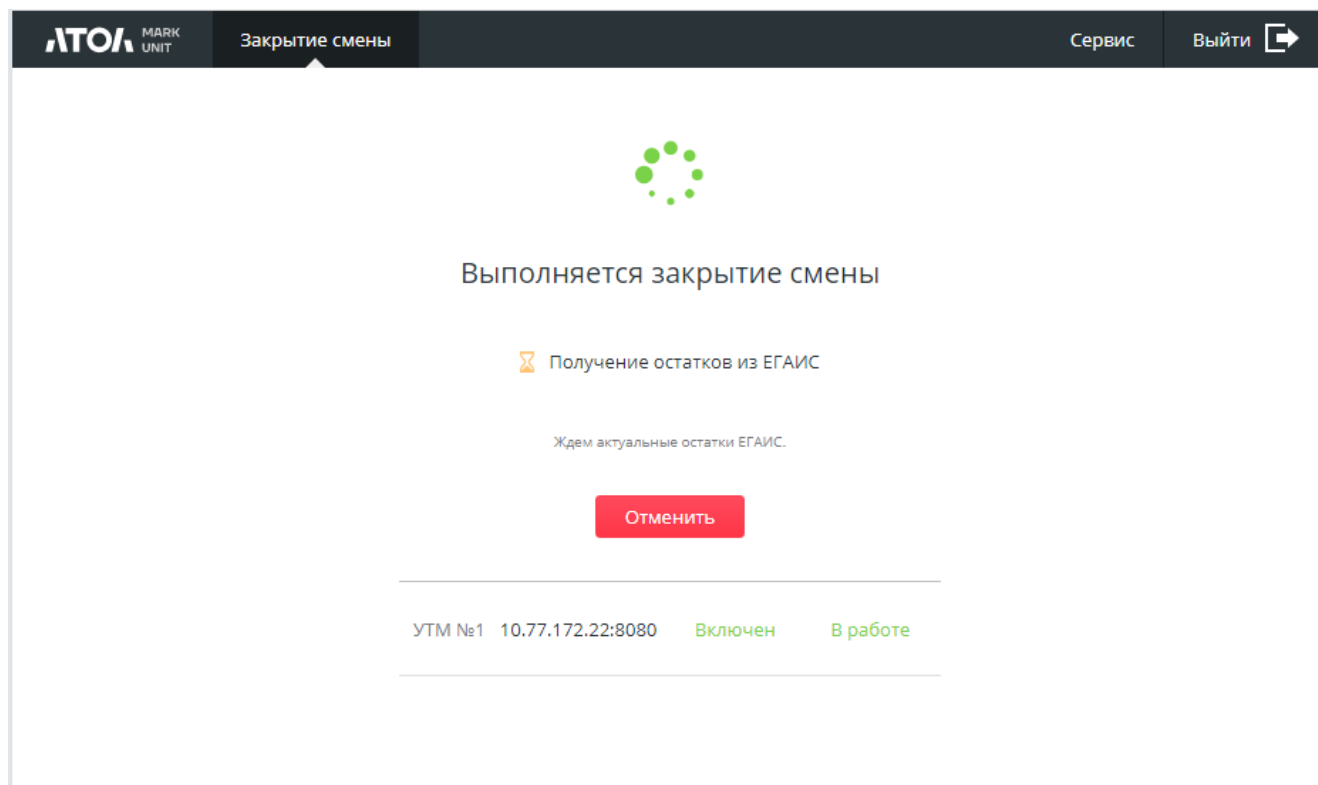 АТОЛ MARK UNIT Закрытие смены Сервис Выйти
Выполняется закрытие смены
Получение остатков из ЕГАИС
Ждем актуальные остатки ЕГАИС.
Отменить
УТМ №1 10.77.172.22:8080 Включен В работе